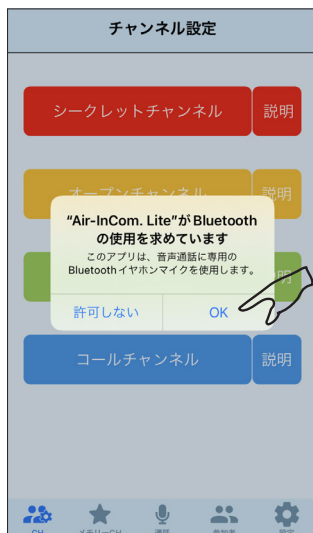 チャンネル設定
シークレットチャンネル 説明
オープンチャンネル 説明
"Air-InCom. Lite"がBluetooth
の使用を求めています
このアプリは、音声通話に専用の
Bluetoothイヤホンマイクを使用します。
許可しない OK
コールチャンネル 説明
CH メモリーCH 通話 参加者 設定